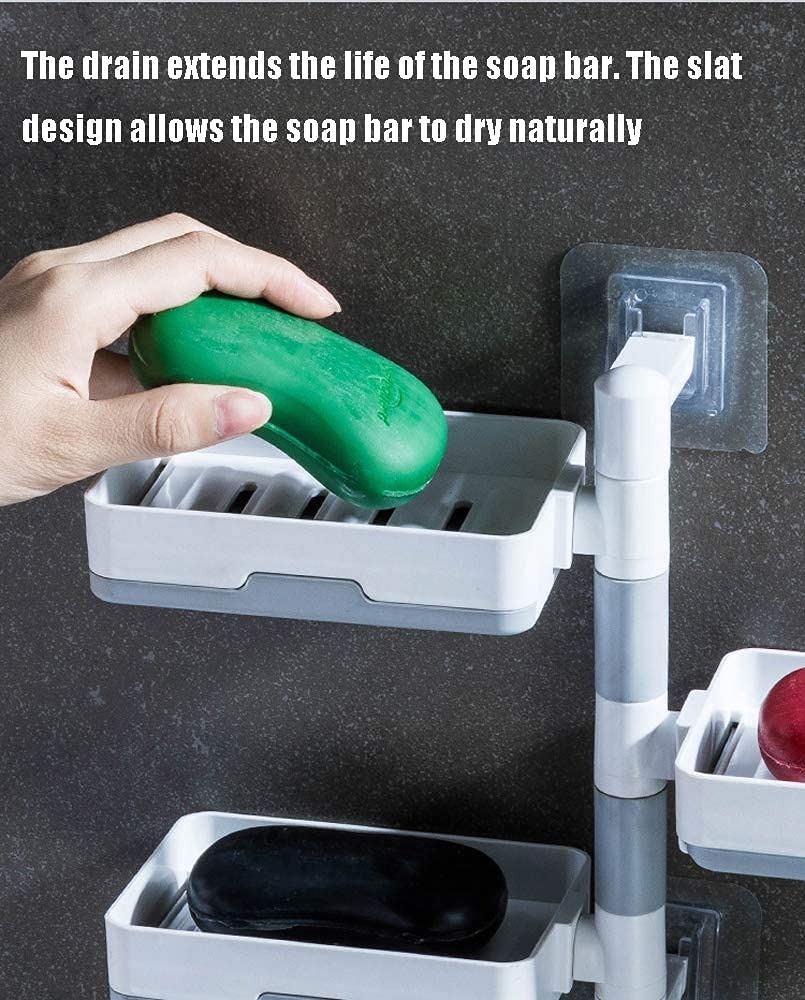 The drain extends the life of the soap bar. The slat
design allows the soap bar to dry naturally